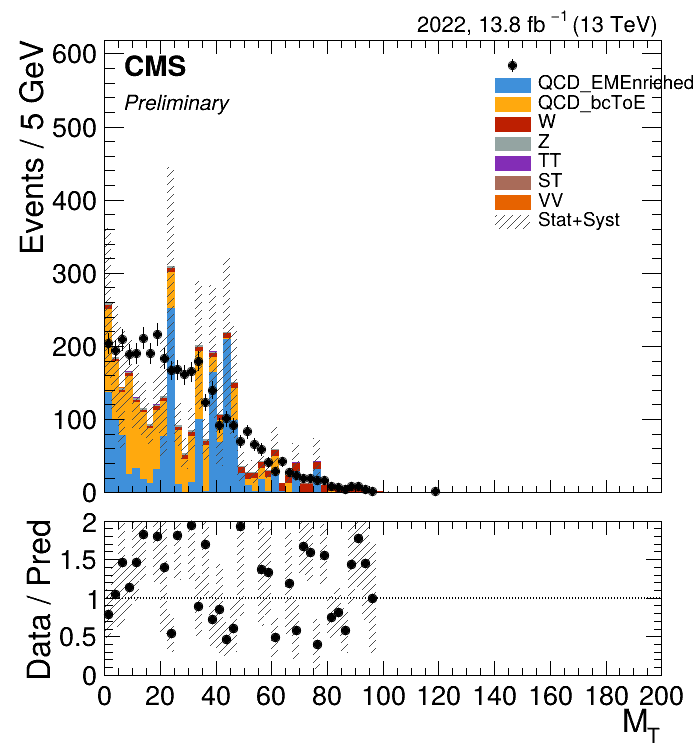 2022, 13.8 fb⁻¹ (13 TeV)
Events / 5 GeV
600
500
400
300
200
100
0
CMS
Preliminary
QCD_EMEnriched
QCD_bcToE
W
Z
TT
ST
VV
Stat+Syst
Data / Pred
2
1.5
1
0.5
0
0 20 40 60 80 100 120 140 160 180 200
M_T